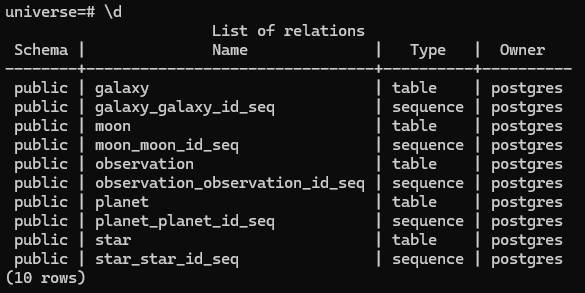 universe=# \d
                       List of relations
 Schema |              Name              |   Type   |  Owner
--------+--------------------------------+----------+----------
 public | galaxy                         | table    | postgres
 public | galaxy_galaxy_id_seq           | sequence | postgres
 public | moon                           | table    | postgres
 public | moon_moon_id_seq               | sequence | postgres
 public | observation                    | table    | postgres
 public | observation_observation_id_seq | sequence | postgres
 public | planet                         | table    | postgres
 public | planet_planet_id_seq           | sequence | postgres
 public | star                           | table    | postgres
 public | star_star_id_seq               | sequence | postgres
(10 rows)